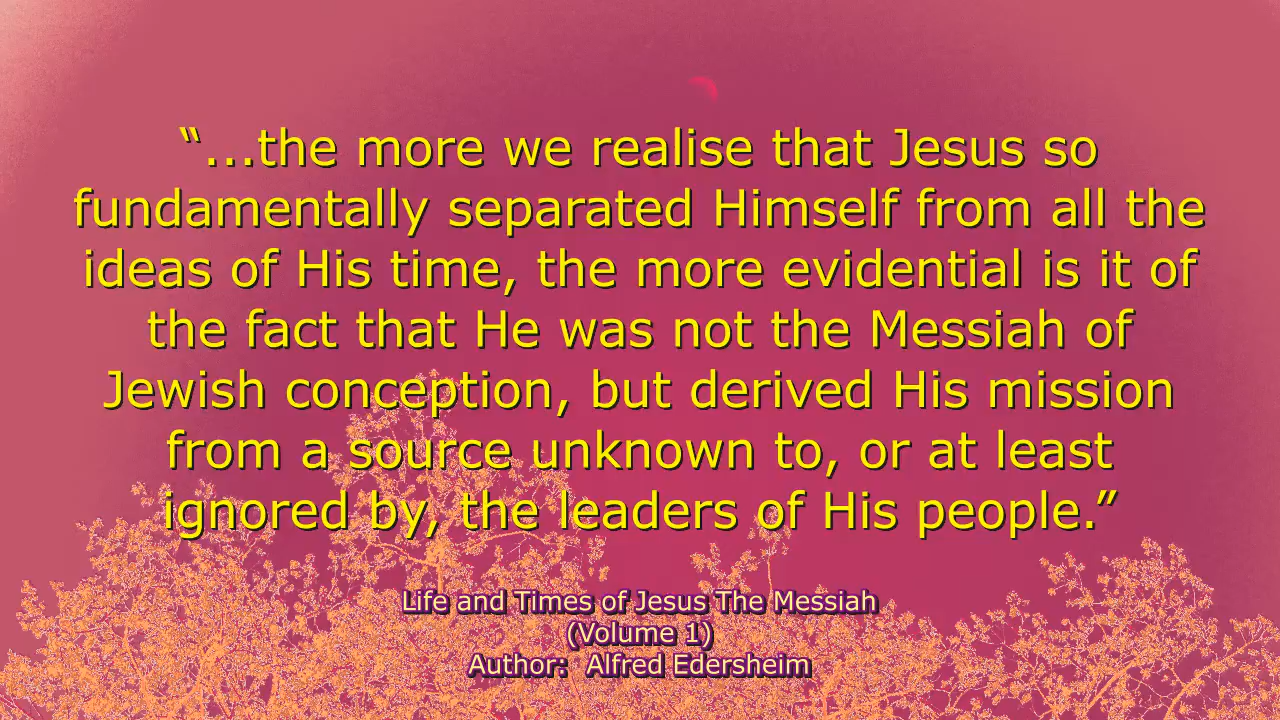 “...the more we realise that Jesus so
fundamentally separated Himself from all the
ideas of His time, the more evidential is it of
the fact that He was not the Messiah of
Jewish conception, but derived His mission
from a source unknown to, or at least
ignored by, the leaders of His people.”
Life and Times of Jesus The Messiah
(Volume 1)
Author:  Alfred Edersheim